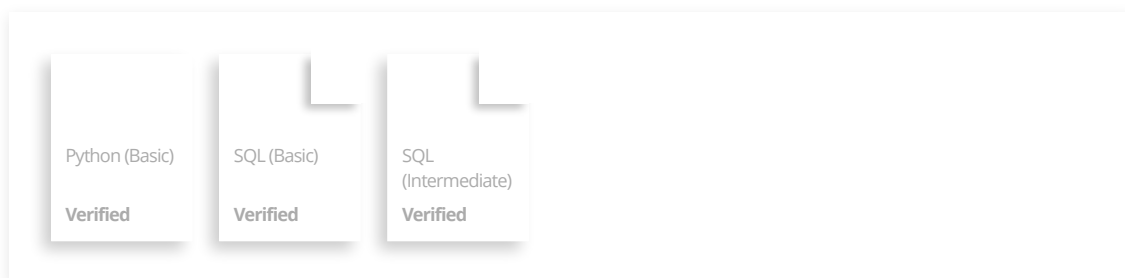 Python (Basic)
Verified
SQL (Basic)
Verified
SQL
(Intermediate)
Verified